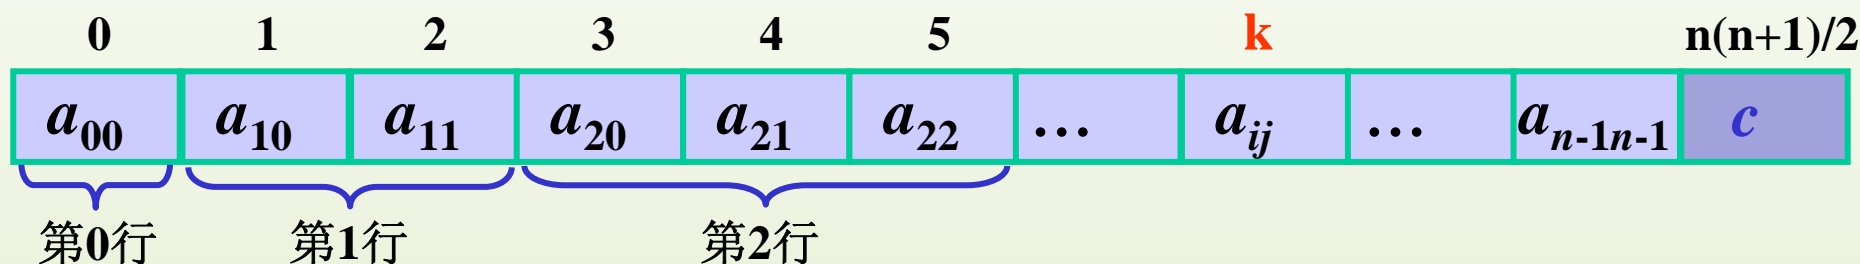 0 1 2 3 4 5 k n(n+1)/2
a00 a10 a11 a20 a21 a22 … aij … an-1n-1 c
第0行 第1行 第2行